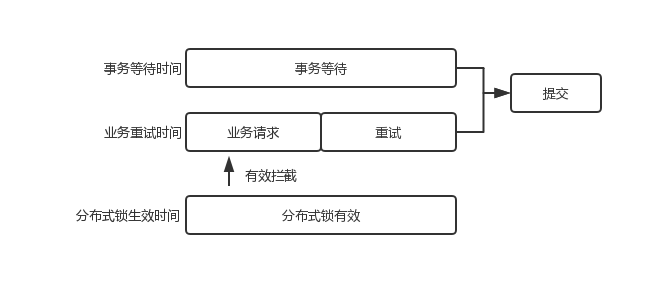 事务等待时间
事务等待
提交
业务重试时间
业务请求
重试
有效拦截
分布式锁生效时间
分布式锁有效